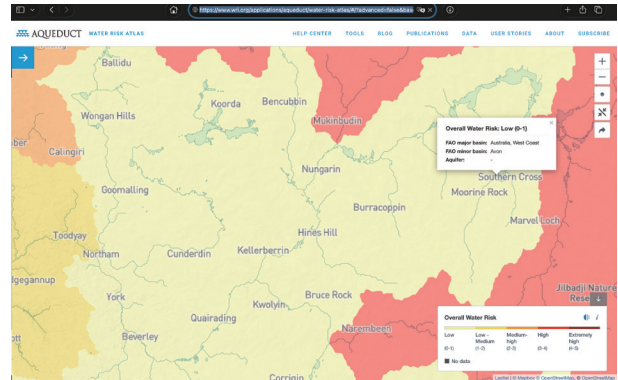 https://www.wri.org/applications/aqueduct/water-risk-atlas/#/?advanced=false&bas
AQUEDUCT WATER RISK ATLAS
HELP CENTER TOOLS BLOG PUBLICATIONS DATA USER STORIES ABOUT SUBSCRIBE
Ballidu
Koorda
Bencubbin
Wongan Hills
Mukinbudin
Calingiri
Overall Water Risk: Low (0-1)
FAO major basin: Australia, West Coast
FAO minor basin: Avon
Aquifer: -
Nungarin
Southern Cross
Moorine Rock
Goomalling
Burracoppin
Marvel Loch
Toodyay
Hines Hill
Northam
Cunderdin
Kellerberrin
Jilbadji Nature
York
Kwolyin
Bruce Rock
Quairading
Narembeen
Beverley
Corrigin
Overall Water Risk
Low Low - Medium Medium-high High Extremely high
(0-1) (1-2) (2-3) (3-4) (4-5)
No data
Leaflet | © Mapbox © OpenStreetMap, © OpenStreetMap